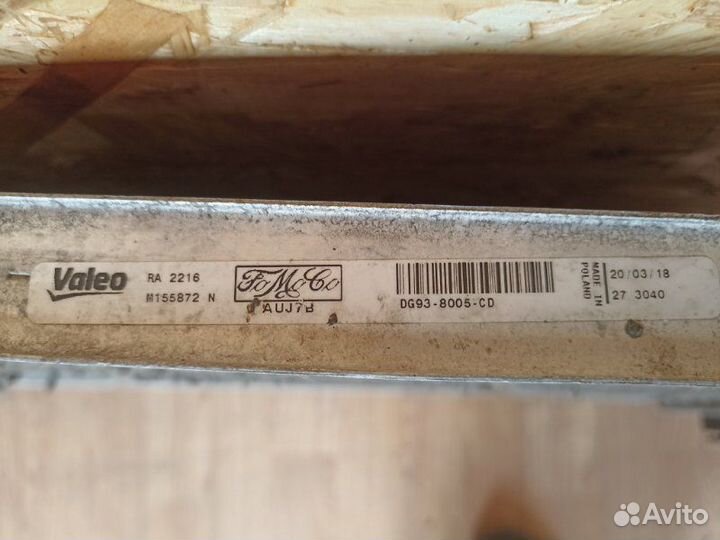 Valeo
RA 2216
M155872 N
FoMoCo
AUJ7B
DG93-8005-CD
MADE IN
POLAND
20/03/18
27 3040
Avito